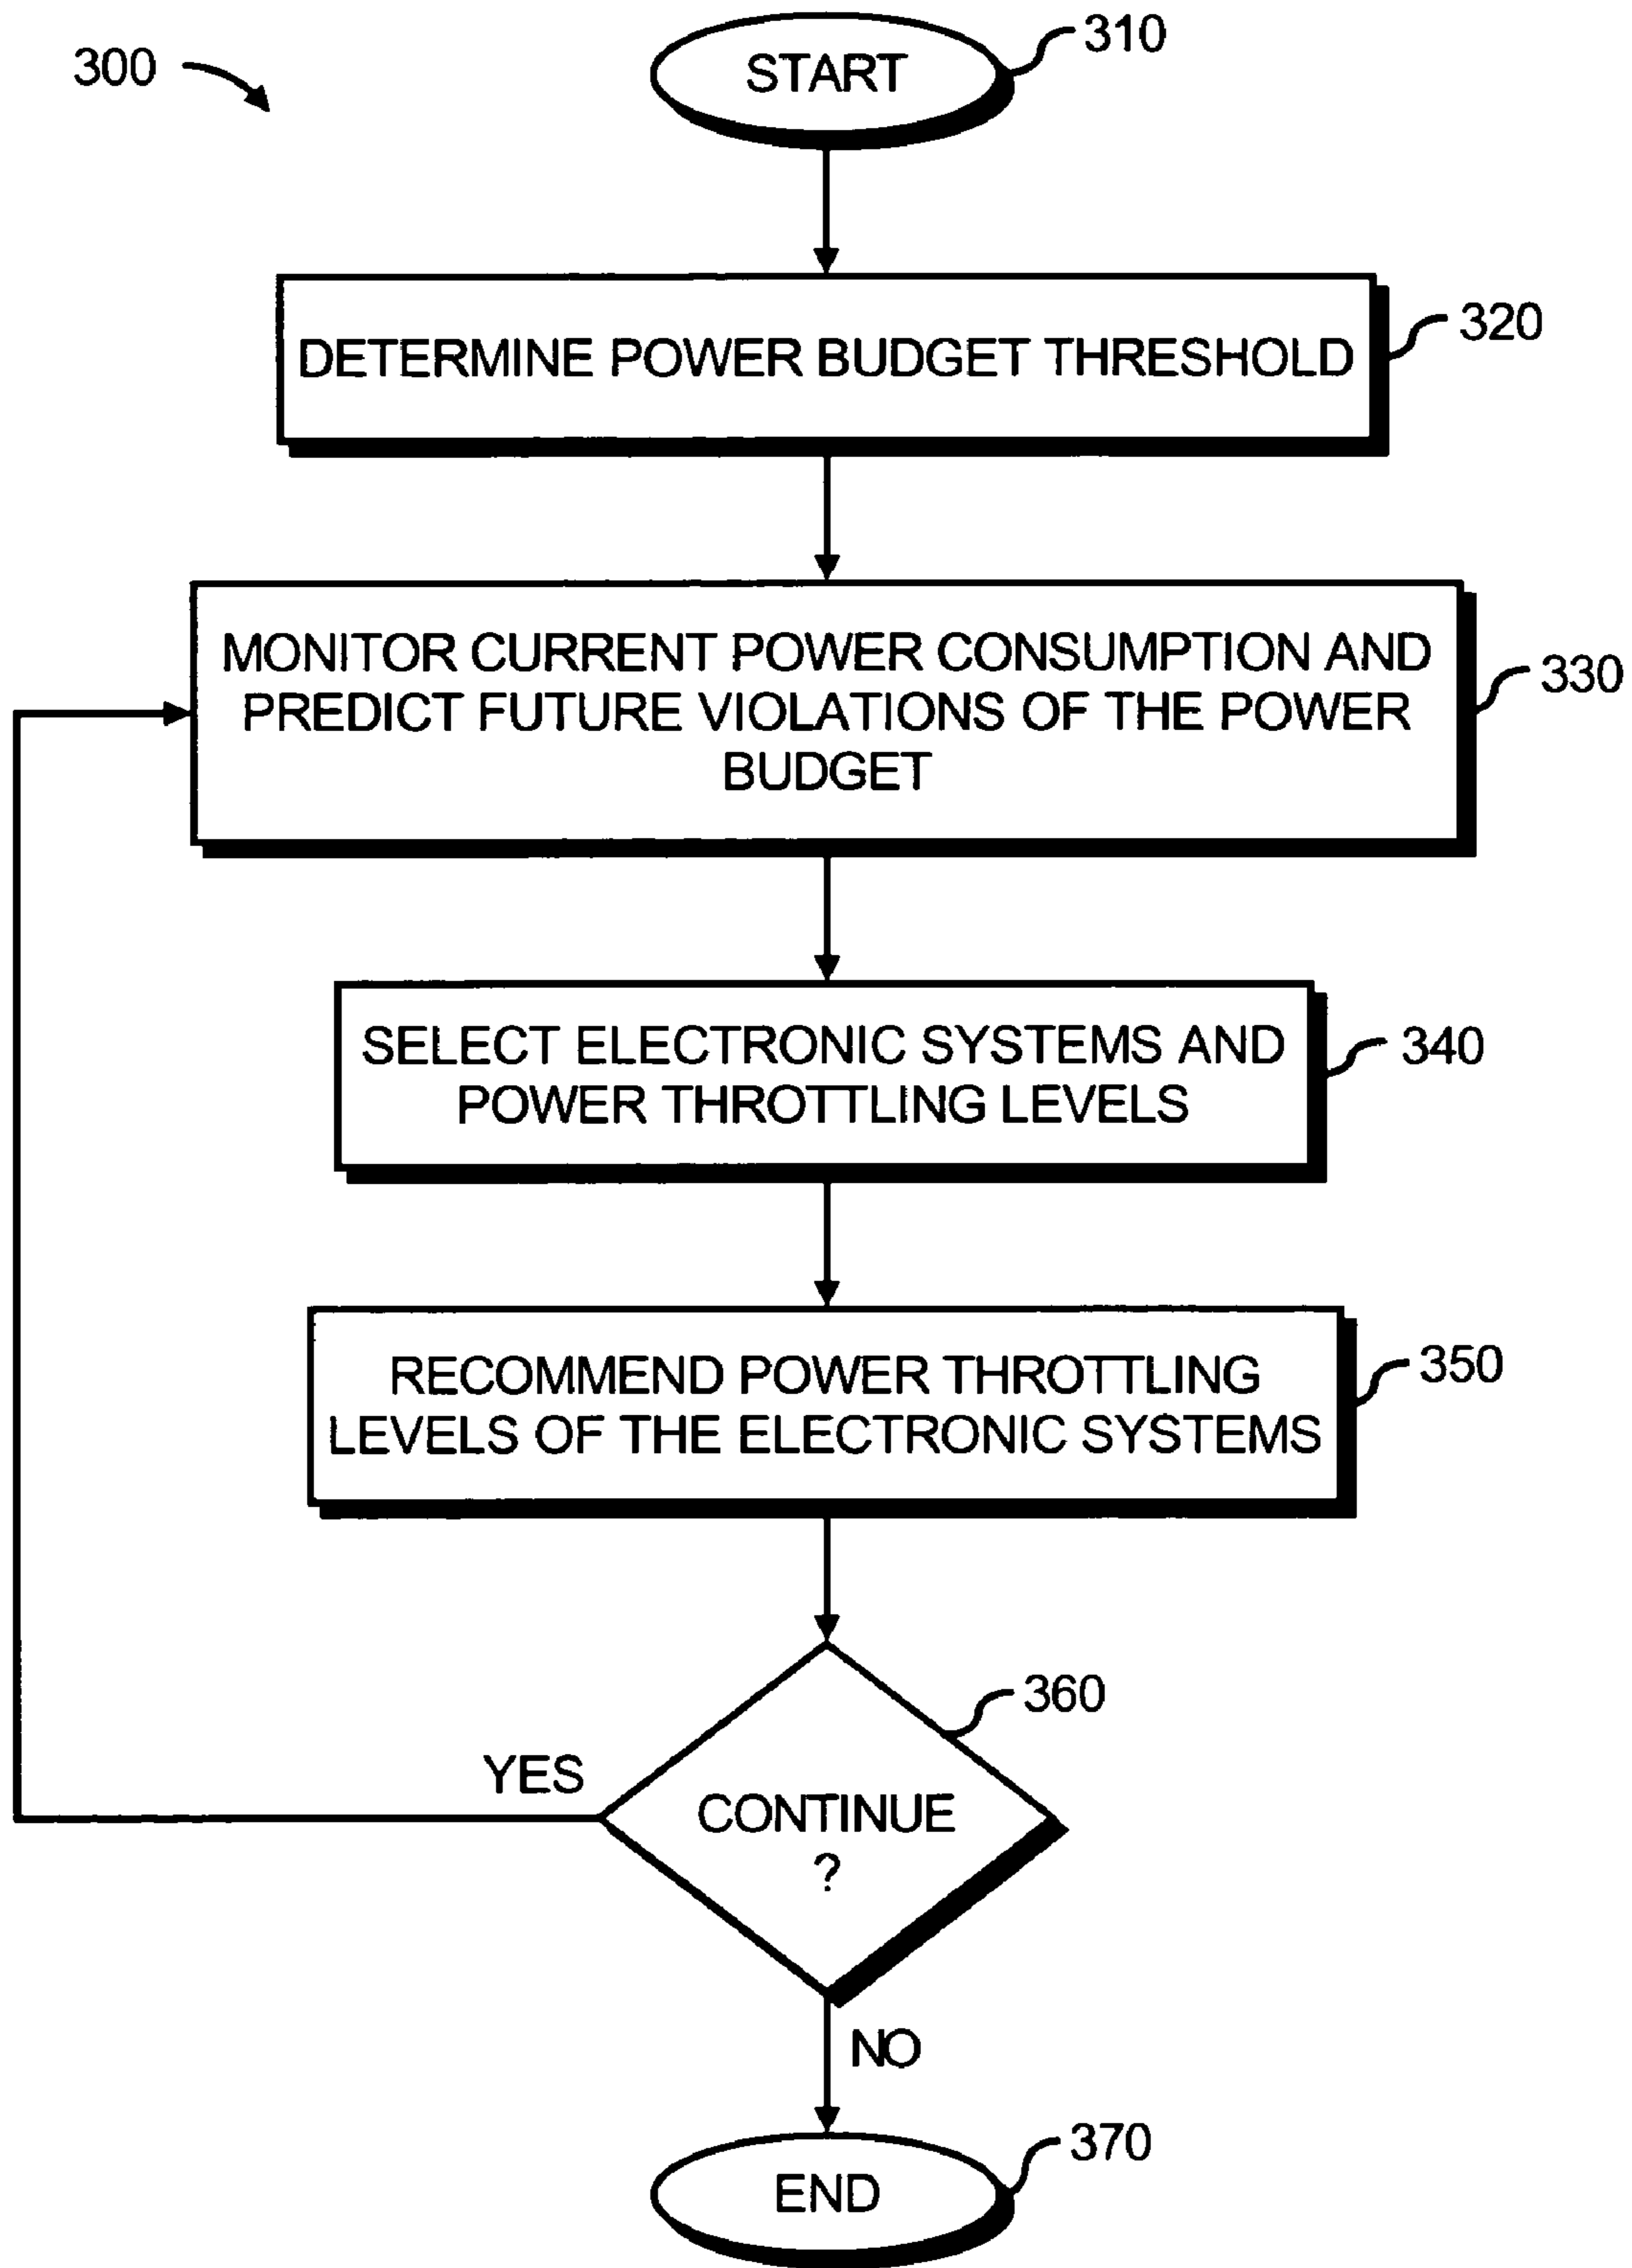 300
START
310
DETERMINE POWER BUDGET THRESHOLD
320
MONITOR CURRENT POWER CONSUMPTION AND
PREDICT FUTURE VIOLATIONS OF THE POWER
BUDGET
330
SELECT ELECTRONIC SYSTEMS AND
POWER THROTTLING LEVELS
340
RECOMMEND POWER THROTTLING
LEVELS OF THE ELECTRONIC SYSTEMS
350
360
YES
CONTINUE
?
NO
370
END